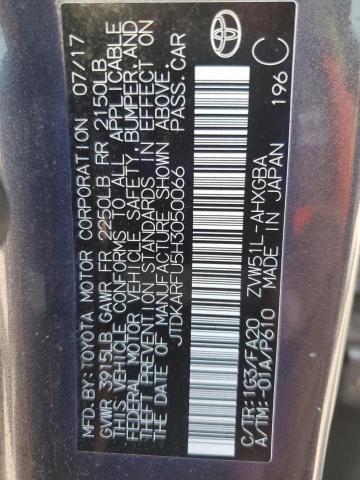 MFD.BY:TOYOTA MOTOR CORPORATION 07/17
GVWR 3915LB GAWR FR 2250LB RR 2150LB
THIS VEHICLE CONFORMS TO ALL APPLICABLE
FEDERAL MOTOR VEHICLE SAFETY, BUMPER, AND
THEFT PREVENTION STANDARDS IN EFFECT ON
THE DATE OF MANUFACTURE SHOWN ABOVE.
JTDKARFU5H3050066 PASS.CAR
C/TR:1G3/FA20 ZVW51L-AHXGBA
A/TM:-01A/P610 MADE IN JAPAN
196 C
TOYOTA